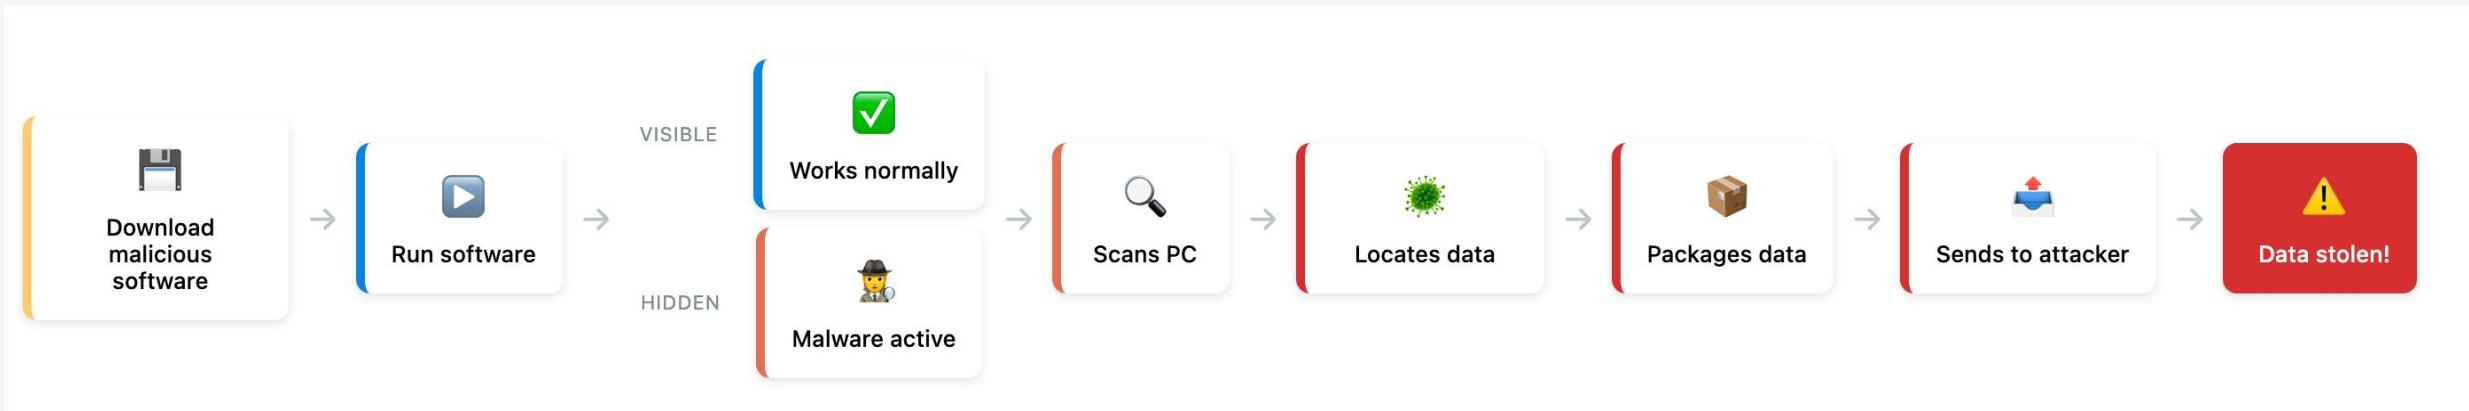 Download
malicious
software
Run software
VISIBLE
Works normally
HIDDEN
Malware active
Scans PC
Locates data
Packages data
Sends to attacker
Data stolen!